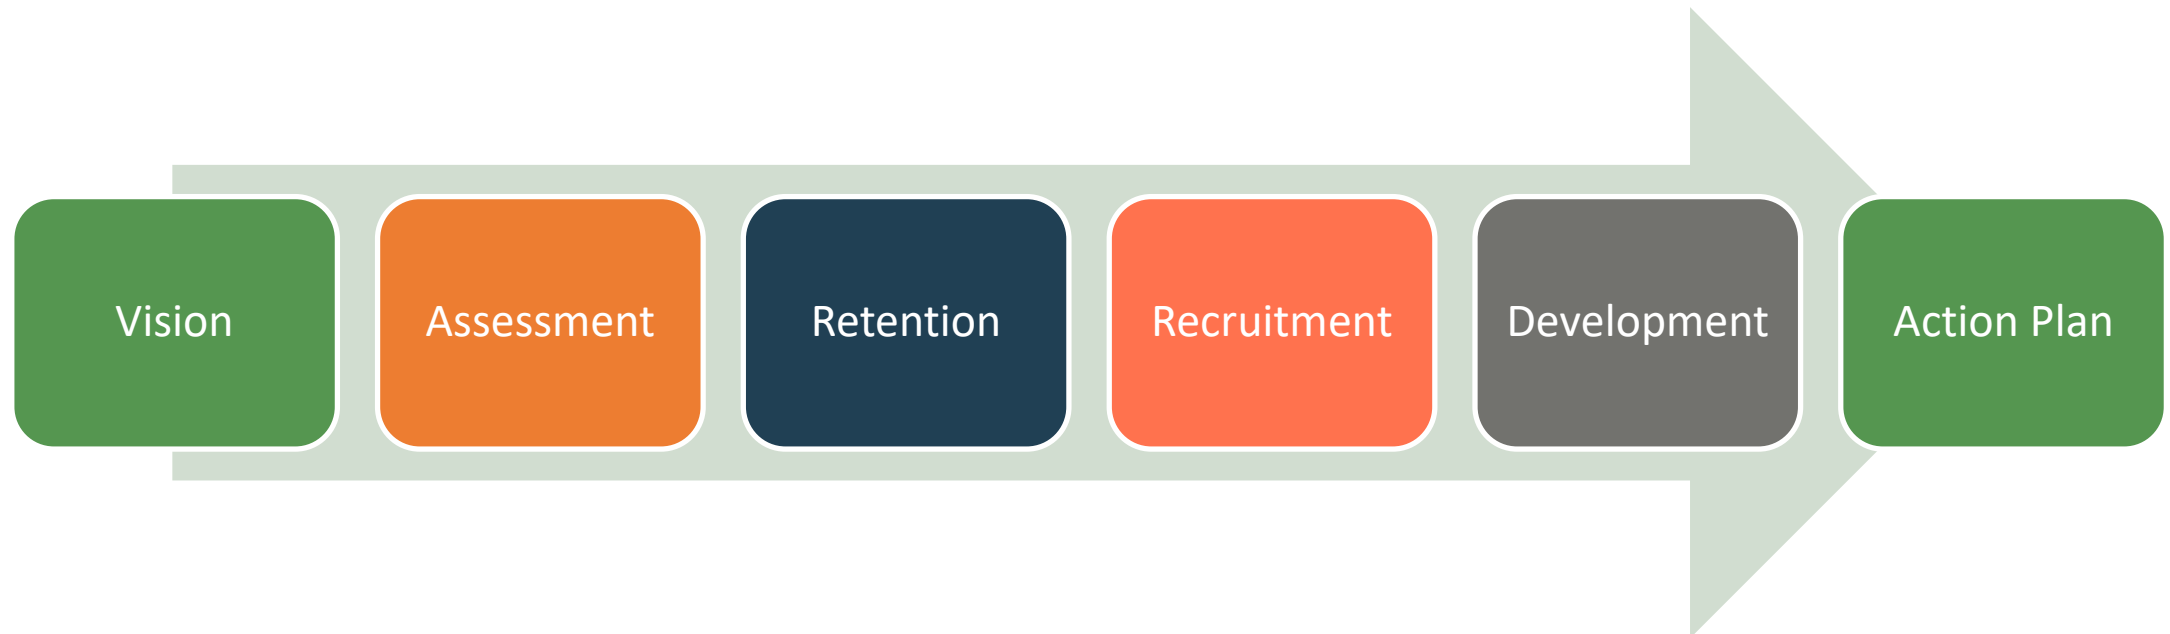 Vision
Assessment
Retention
Recruitment
Development
Action Plan